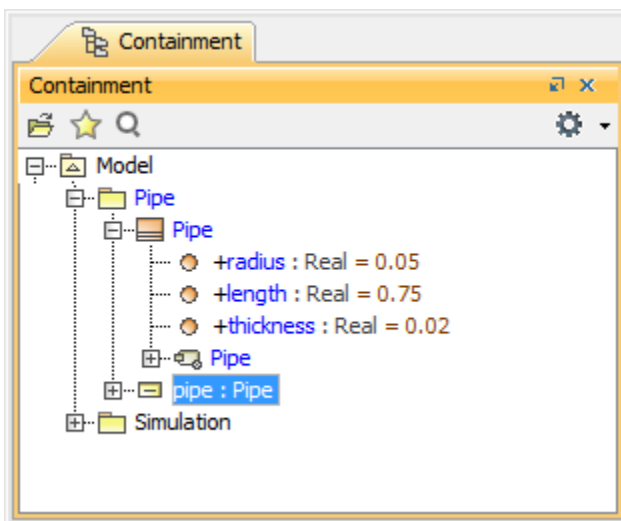 Containment
Containment
Model
Pipe
Pipe
+radius : Real = 0.05
+length : Real = 0.75
+thickness : Real = 0.02
Pipe
pipe : Pipe
Simulation